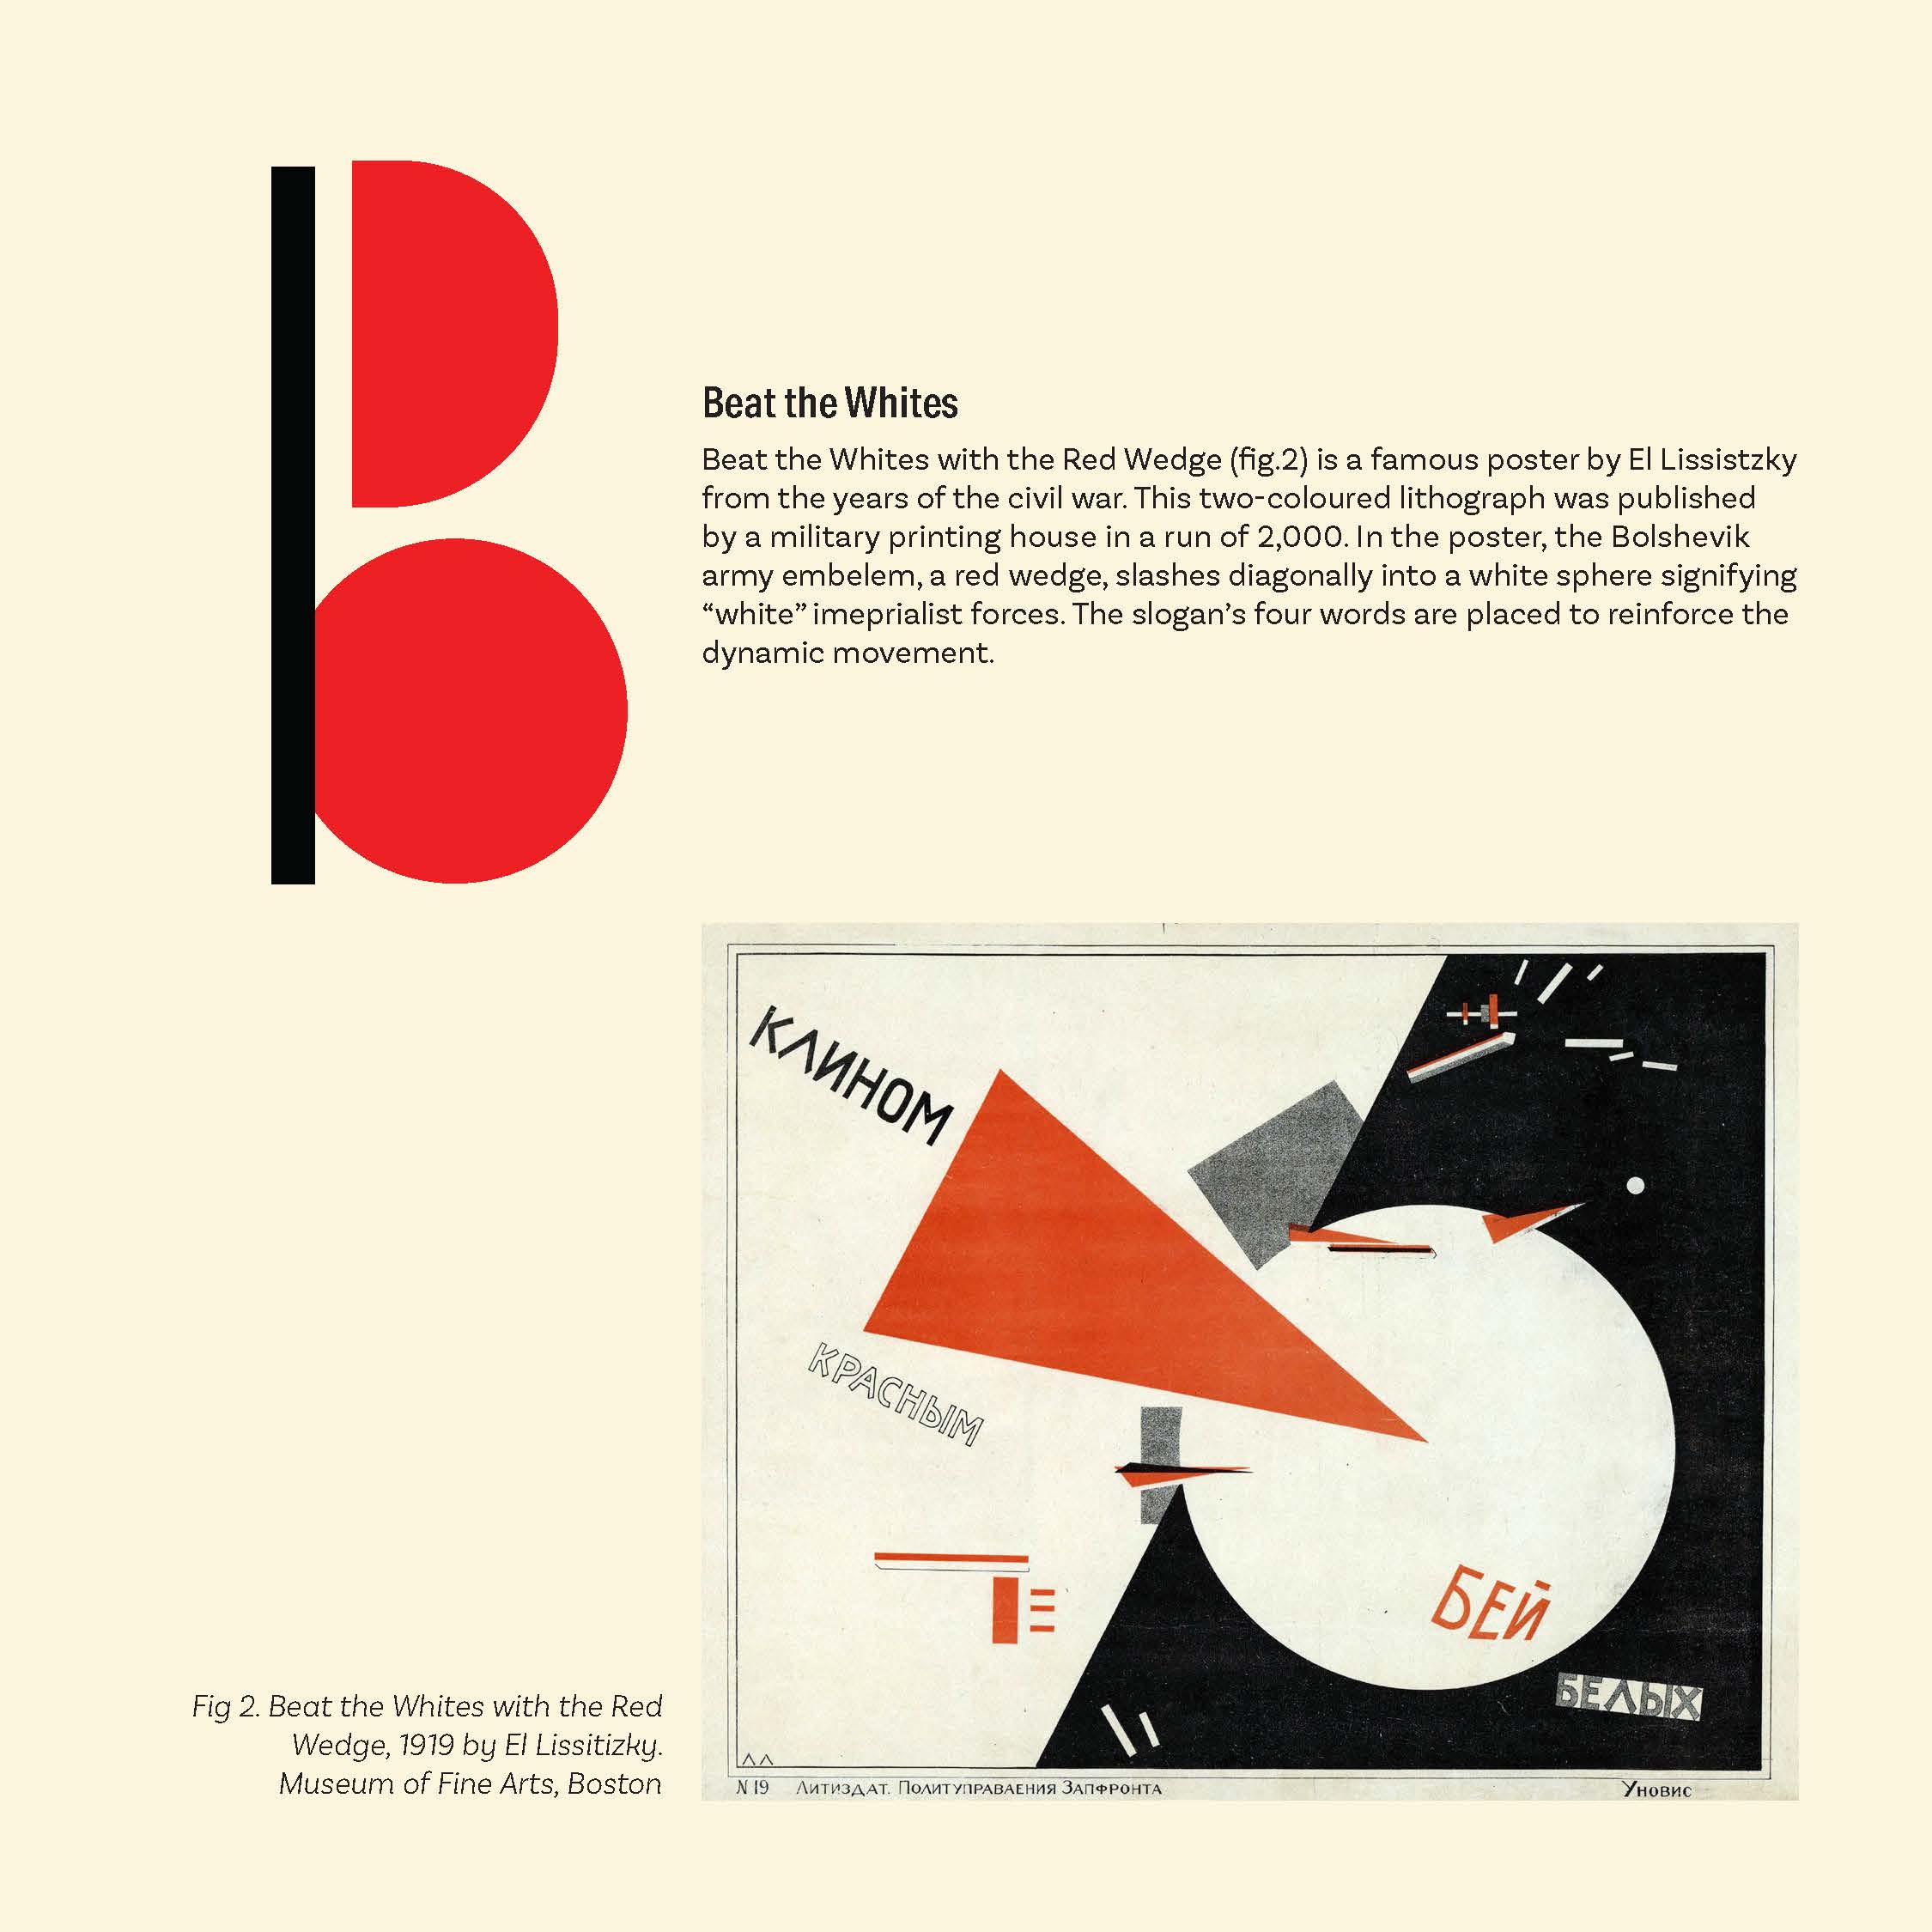 B
Beat the Whites
Beat the Whites with the Red Wedge (fig.2) is a famous poster by El Lissistzky
from the years of the civil war. This two-coloured lithograph was published
by a military printing house in a run of 2,000. In the poster, the Bolshevik
army embelem, a red wedge, slashes diagonally into a white sphere signifying
“white” imeprialist forces. The slogan’s four words are placed to reinforce the
dynamic movement.
КЛИНОМ
КРАСНЫМ
БЕЙ
БЕЛЫХ
ЛЛ
N 19 ЛИТИЗДАТ. ПОЛИТУПРАВАЕНИЯ ЗАПФРОНТА
УНОВИС
Fig 2. Beat the Whites with the Red
Wedge, 1919 by El Lissitizky.
Museum of Fine Arts, Boston